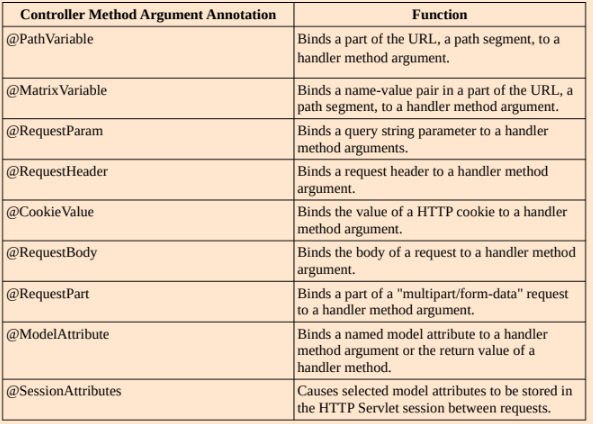 Controller Method Argument Annotation Function
@PathVariable Binds a part of the URL, a path segment, to a
handler method argument.
@MatrixVariable Binds a name-value pair in a part of the URL, a
path segment, to a handler method argument.
@RequestParam Binds a query string parameter to a handler
method arguments.
@RequestHeader Binds a request header to a handler method
argument.
@CookieValue Binds the value of a HTTP cookie to a handler
method argument.
@RequestBody Binds the body of a request to a handler method
argument.
@RequestPart Binds a part of a "multipart/form-data" request
to a handler method argument.
@ModelAttribute Binds a named model attribute to a handler
method argument or the return value of a
handler method.
@SessionAttributes Causes selected model attributes to be stored in
the HTTP Servlet session between requests.